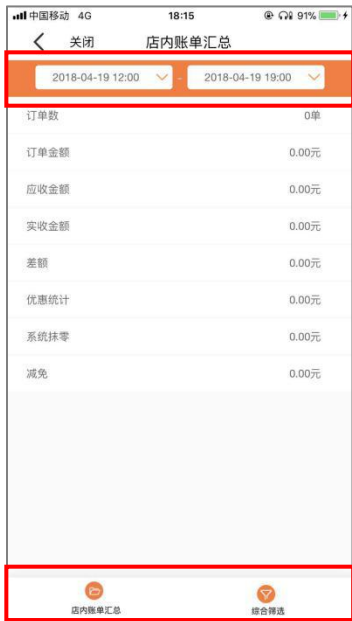 中国移动 4G 18:15 91%
关闭 店内账单汇总
2018-04-19 12:00 - 2018-04-19 19:00
订单数 0单
订单金额 0.00元
应收金额 0.00元
实收金额 0.00元
差额 0.00元
优惠统计 0.00元
系统抹零 0.00元
减免 0.00元
店内账单汇总 综合筛选